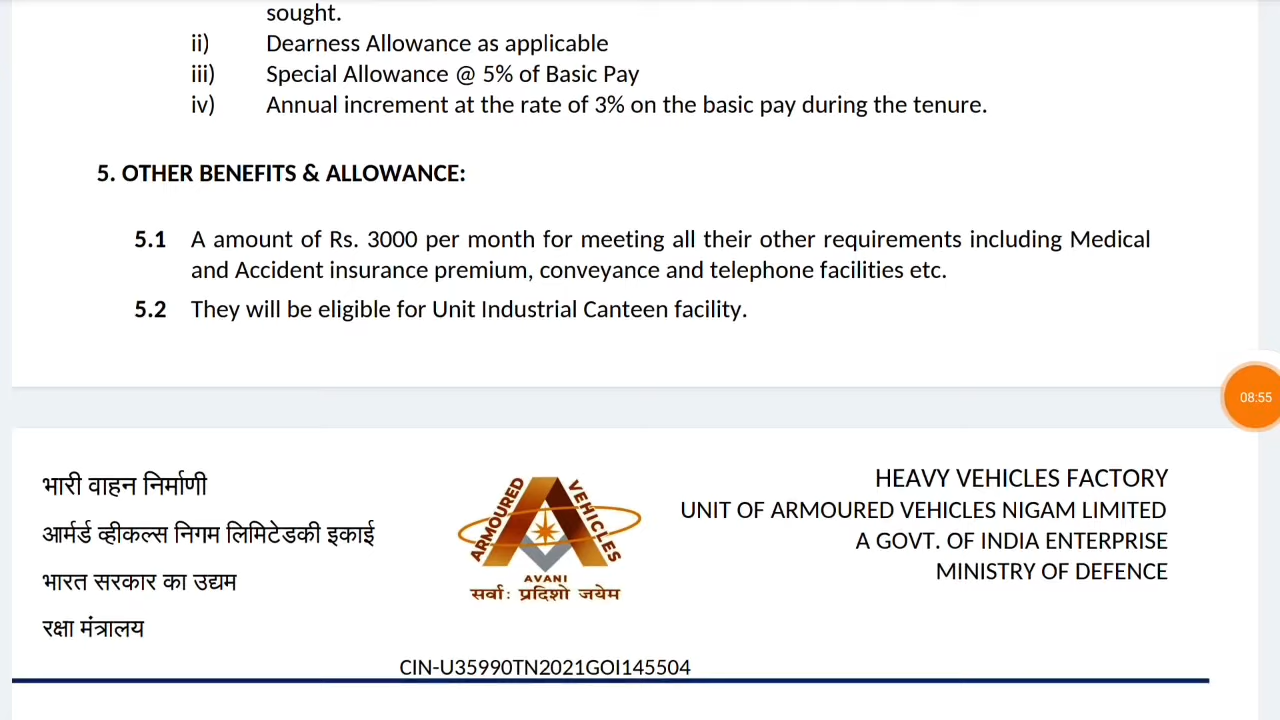 sought.
ii) Dearness Allowance as applicable
iii) Special Allowance @ 5% of Basic Pay
iv) Annual increment at the rate of 3% on the basic pay during the tenure.
5. OTHER BENEFITS & ALLOWANCE:
5.1 A amount of Rs. 3000 per month for meeting all their other requirements including Medical
and Accident insurance premium, conveyance and telephone facilities etc.
5.2 They will be eligible for Unit Industrial Canteen facility.
08:55
भारी वाहन निर्माणी
आर्मर्ड व्हीकल्स निगम लिमिटेडकी इकाई
भारत सरकार का उद्यम
रक्षा मंत्रालय
ARMOURED VEHICLES
AVANI
सर्वा: प्रदिशो जयेम
HEAVY VEHICLES FACTORY
UNIT OF ARMOURED VEHICLES NIGAM LIMITED
A GOVT. OF INDIA ENTERPRISE
MINISTRY OF DEFENCE
CIN-U35990TN2021GOI145504